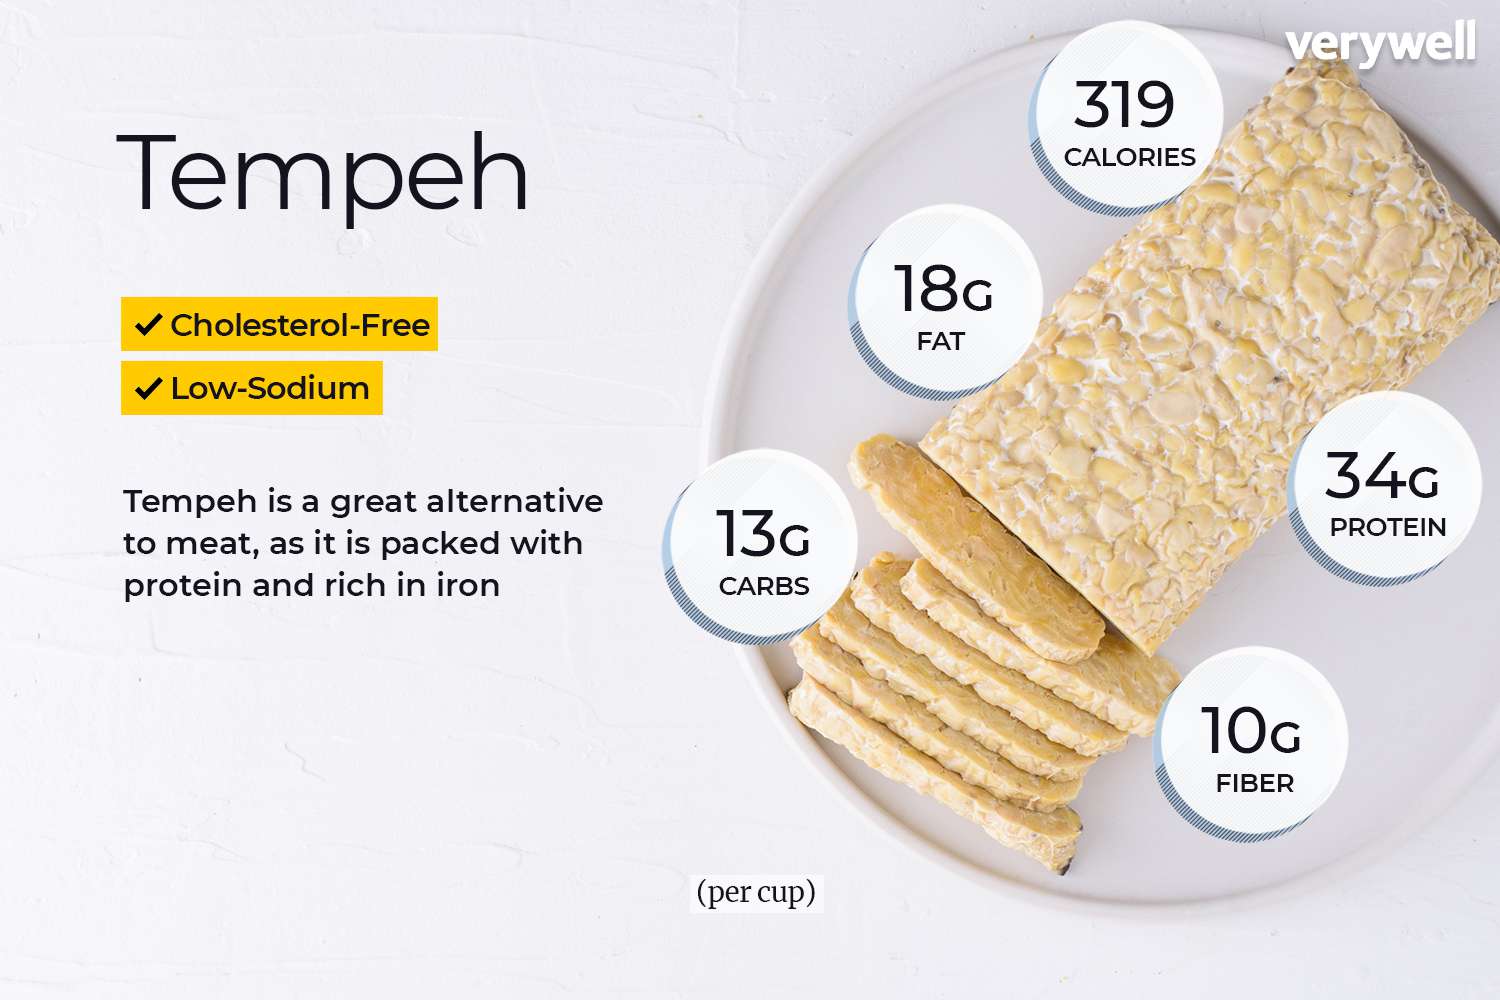 verywell
Tempeh
Cholesterol-Free
Low-Sodium
Tempeh is a great alternative
to meat, as it is packed with
protein and rich in iron
319
CALORIES
18G
FAT
13G
CARBS
34G
PROTEIN
10G
FIBER
(per cup)